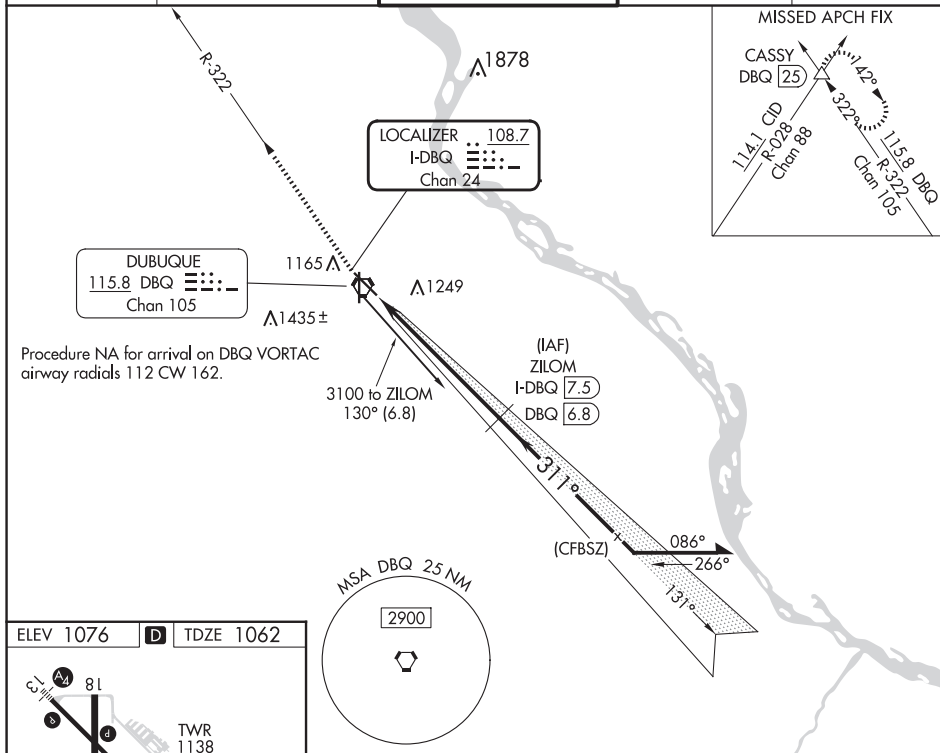 MISSED APCH FIX
CASSY
DBQ 25
142°
322°
114.1 CID
R-028
Chan 88
115.8 DBQ
R-322
Chan 105
R-322
1878
LOCALIZER 108.7
I-DBQ
Chan 24
DUBUQUE
115.8 DBQ
Chan 105
1165
1249
1435±
Procedure NA for arrival on DBQ VORTAC
airway radials 112 CW 162.
3100 to ZILOM
130° (6.8)
(IAF)
ZILOM
I-DBQ 7.5
DBQ 6.8
311°
(CFBSZ)
086°
266°
131°
MSA DBQ 25 NM
2900
ELEV 1076 D TDZE 1062
13
A4
18
P
P
TWR
1138